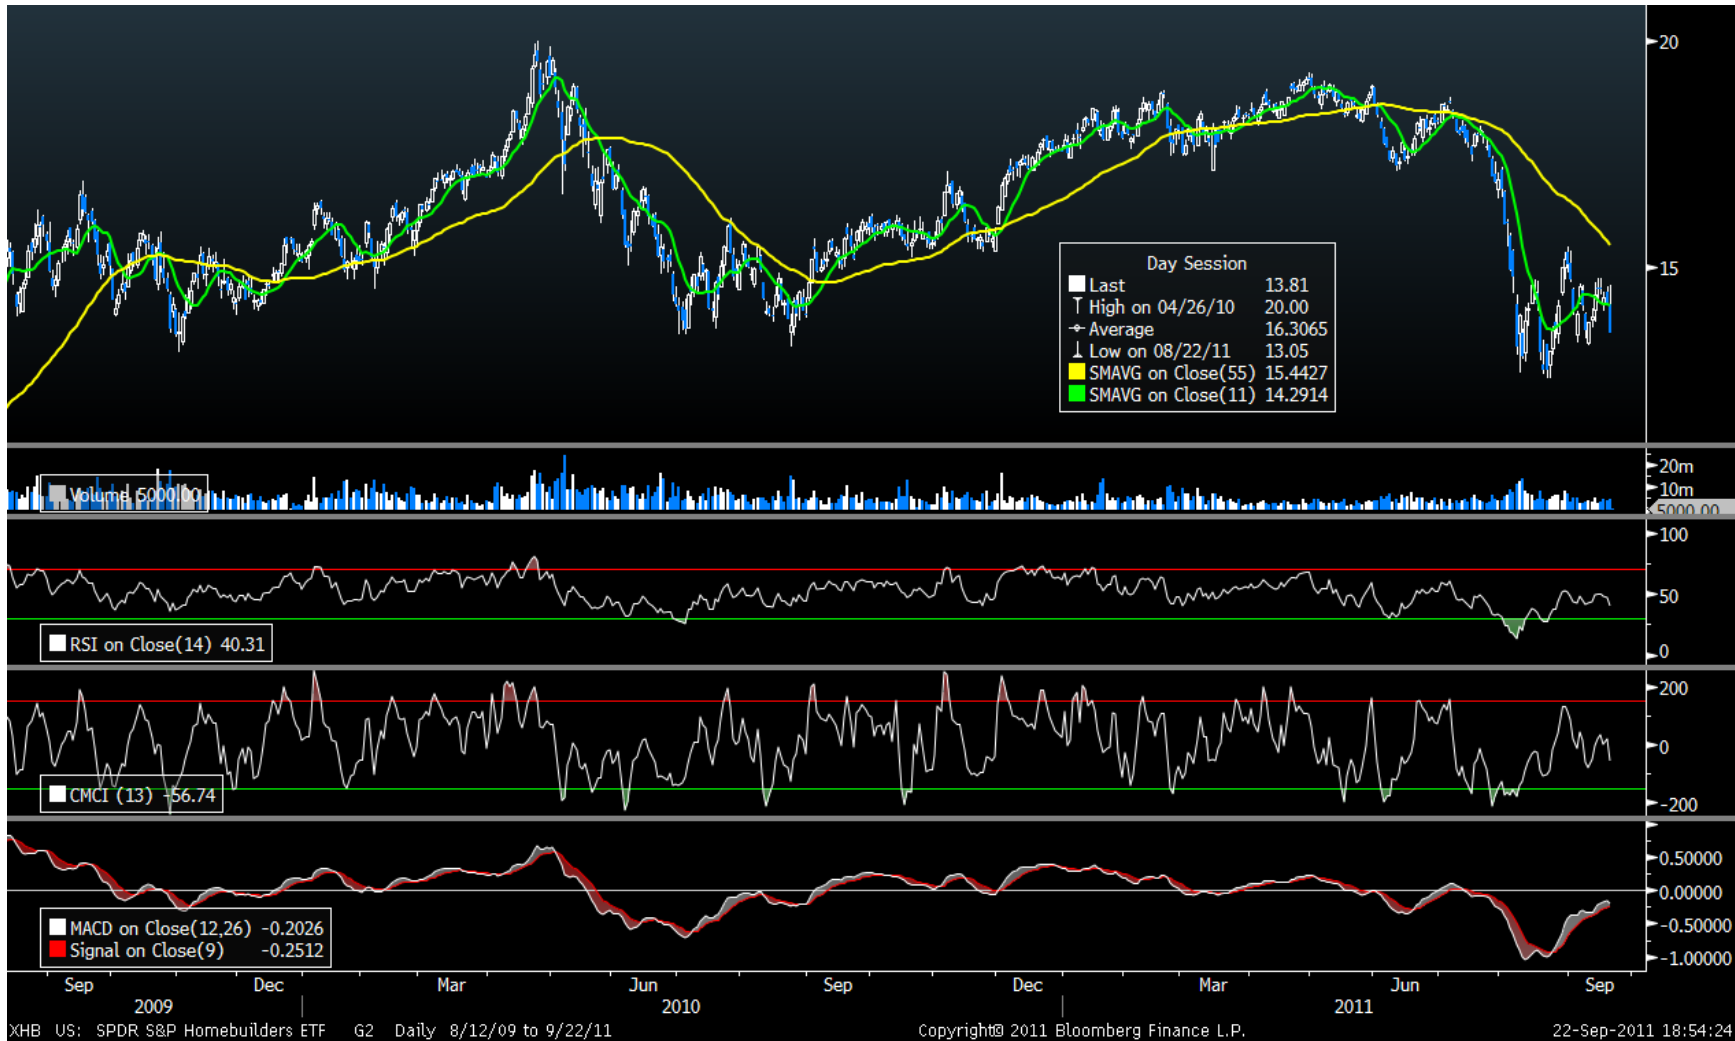 20
15
Day Session
Last 13.81
High on 04/26/10 20.00
Average 16.3065
Low on 08/22/11 13.05
SMAVG on Close(55) 15.4427
SMAVG on Close(11) 14.2914
20m
10m
5000.00
Volume 5000.00
100
50
0
RSI on Close(14) 40.31
200
0
-200
CMCI (13) -56.74
0.50000
0.00000
-0.50000
-1.00000
MACD on Close(12,26) -0.2026
Signal on Close(9) -0.2512
Sep Dec Mar Jun Sep Dec Mar Jun Sep
2009 2010 2011
XHB US: SPDR S&P Homebuilders ETF G2 Daily 8/12/09 to 9/22/11 Copyright© 2011 Bloomberg Finance L.P. 22-Sep-2011 18:54:24